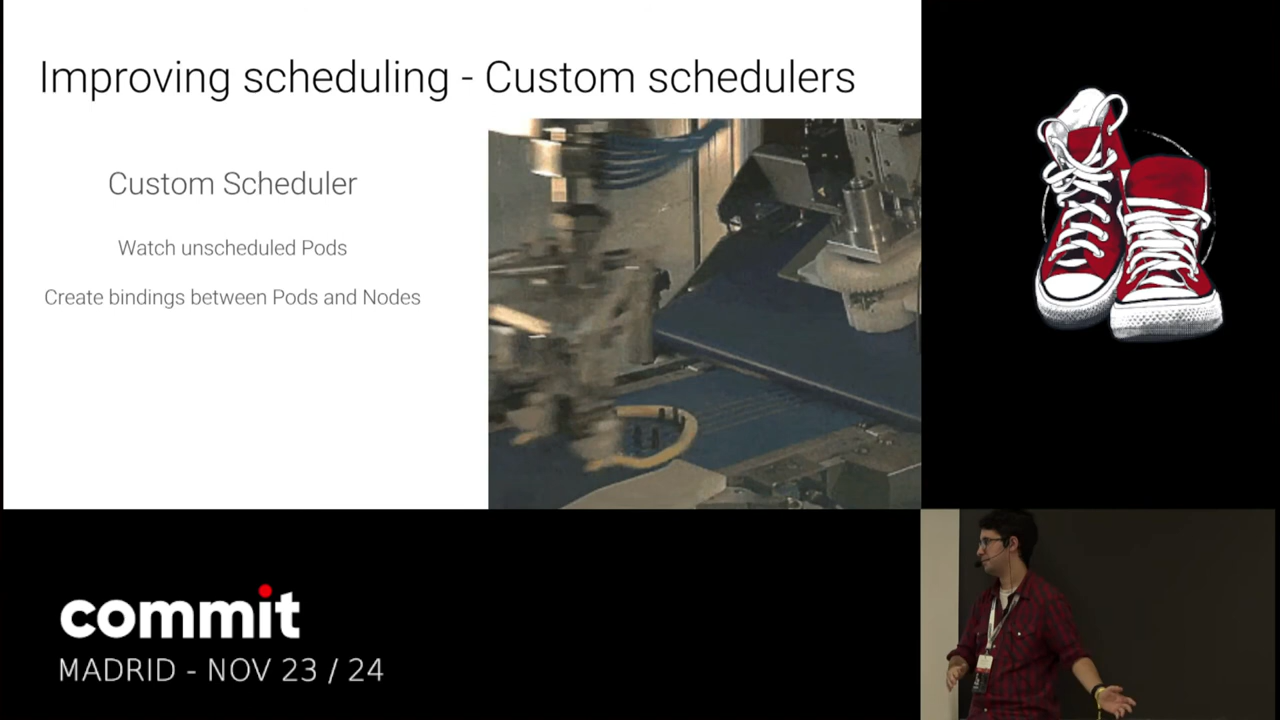 Improving scheduling - Custom schedulers
Custom Scheduler
Watch unscheduled Pods
Create bindings between Pods and Nodes
commit
MADRID - NOV 23 / 24